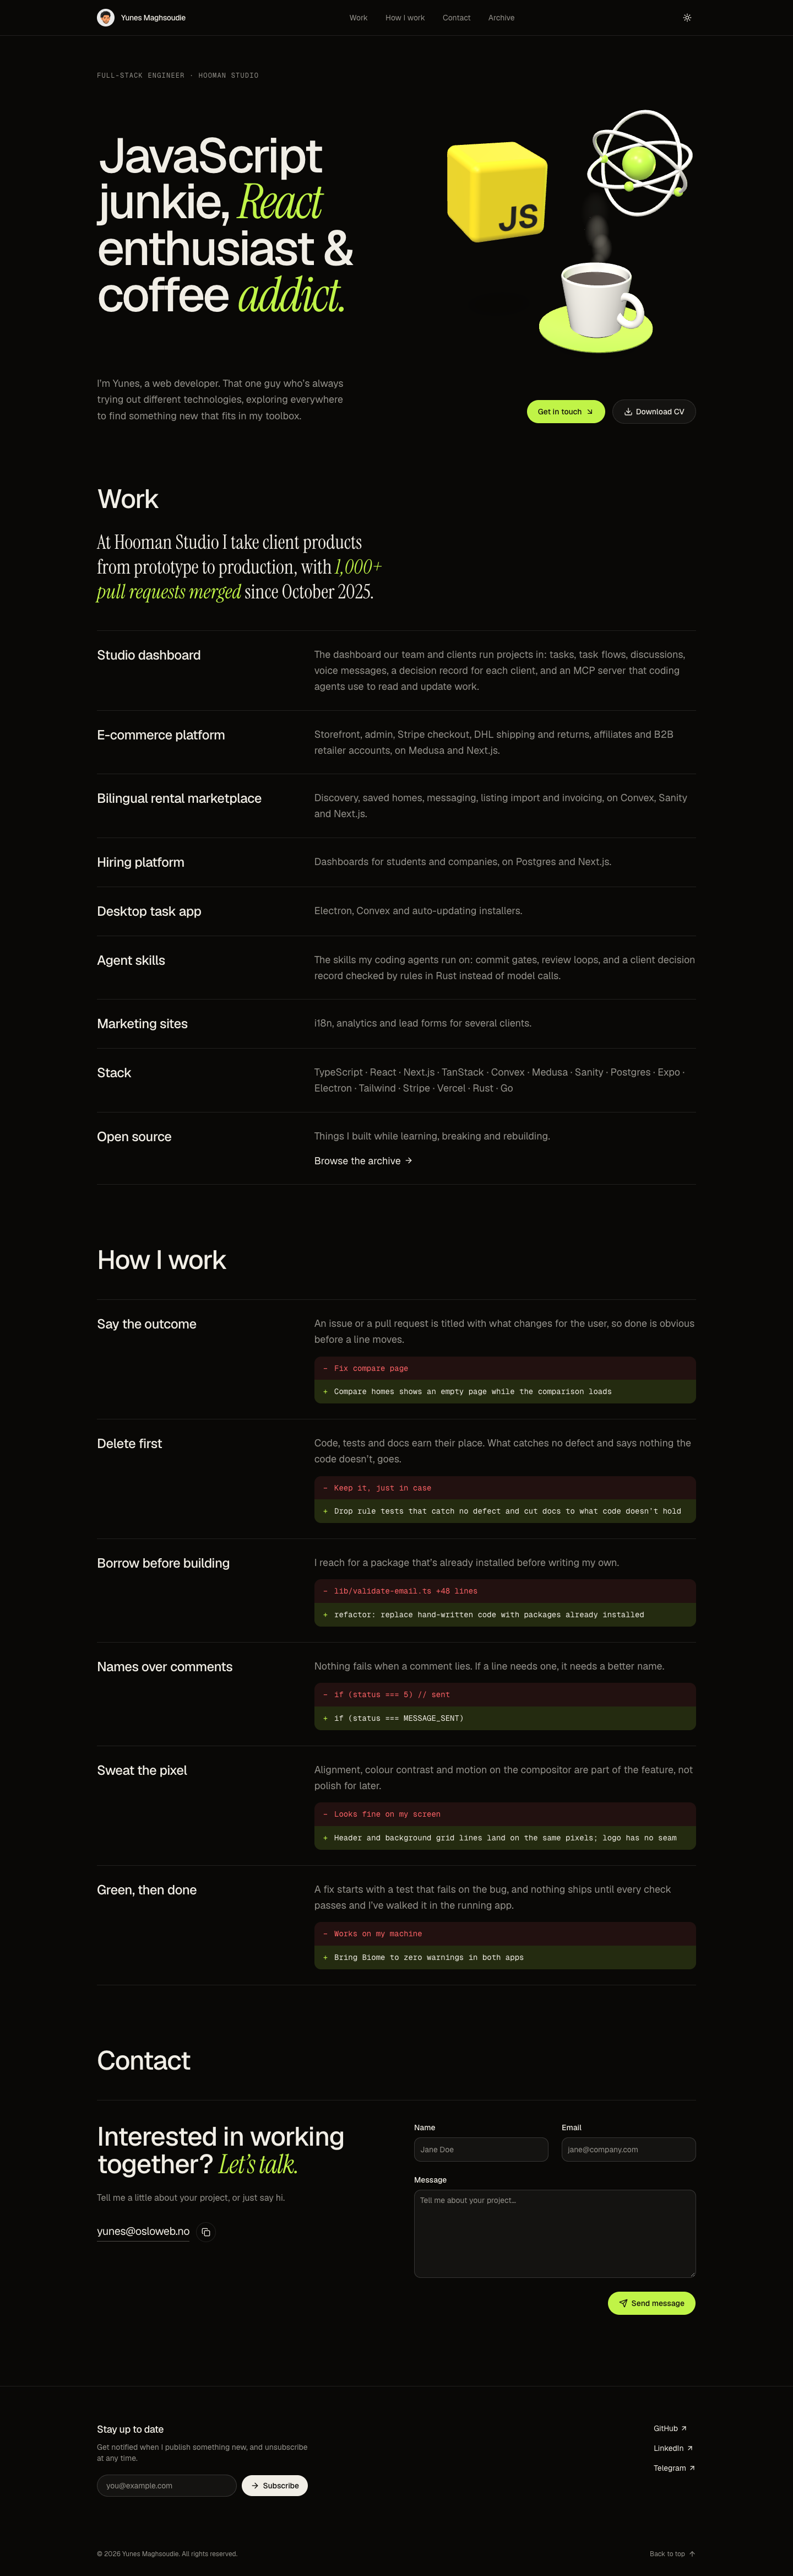 Yunes Maghsoudie
Work
How I work
Contact
Archive
FULL-STACK ENGINEER · HOOMAN STUDIO
JavaScript
junkie, React
enthusiast &
coffee addict.
JS
I'm Yunes, a web developer. That one guy who's always
trying out different technologies, exploring everywhere
to find something new that fits in my toolbox.
Get in touch
Download CV
Work
At Hooman Studio I take client products
from prototype to production, with 1,000+
pull requests merged since October 2025.
Studio dashboard
The dashboard our team and clients run projects in: tasks, task flows, discussions,
voice messages, a decision record for each client, and an MCP server that coding
agents use to read and update work.
E-commerce platform
Storefront, admin, Stripe checkout, DHL shipping and returns, affiliates and B2B
retailer accounts, on Medusa and Next.js.
Bilingual rental marketplace
Discovery, saved homes, messaging, listing import and invoicing, on Convex, Sanity
and Next.js.
Hiring platform
Dashboards for students and companies, on Postgres and Next.js.
Desktop task app
Electron, Convex and auto-updating installers.
Agent skills
The skills my coding agents run on: commit gates, review loops, and a client decision
record checked by rules in Rust instead of model calls.
Marketing sites
i18n, analytics and lead forms for several clients.
Stack
TypeScript · React · Next.js · TanStack · Convex · Medusa · Sanity · Postgres · Expo ·
Electron · Tailwind · Stripe · Vercel · Rust · Go
Open source
Things I built while learning, breaking and rebuilding.
Browse the archive →
How I work
Say the outcome
An issue or a pull request is titled with what changes for the user, so done is obvious
before a line moves.
− Fix compare page
+ Compare homes shows an empty page while the comparison loads
Delete first
Code, tests and docs earn their place. What catches no defect and says nothing the
code doesn't, goes.
− Keep it, just in case
+ Drop rule tests that catch no defect and cut docs to what code doesn't hold
Borrow before building
I reach for a package that's already installed before writing my own.
− lib/validate-email.ts +48 lines
+ refactor: replace hand-written code with packages already installed
Names over comments
Nothing fails when a comment lies. If a line needs one, it needs a better name.
− if (status === 5) // sent
+ if (status === MESSAGE_SENT)
Sweat the pixel
Alignment, colour contrast and motion on the compositor are part of the feature, not
polish for later.
− Looks fine on my screen
+ Header and background grid lines land on the same pixels; logo has no seam
Green, then done
A fix starts with a test that fails on the bug, and nothing ships until every check
passes and I've walked it in the running app.
− Works on my machine
+ Bring Biome to zero warnings in both apps
Contact
Interested in working
together? Let's talk.
Tell me a little about your project, or just say hi.
yunes@osloweb.no
Name
Email
Jane Doe
jane@company.com
Message
Tell me about your project...
Send message
Stay up to date
Get notified when I publish something new, and unsubscribe
at any time.
you@example.com
→ Subscribe
GitHub ↗
LinkedIn ↗
Telegram ↗
© 2026 Yunes Maghsoudie. All rights reserved.
Back to top ↑